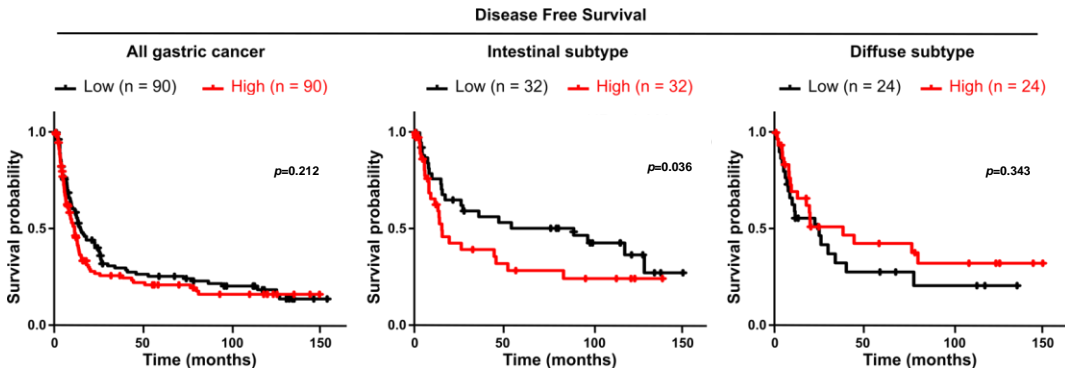 Disease Free Survival
All gastric cancer
Low (n = 90) High (n = 90)
Survival probability
1.0
0.5
0.0
p=0.212
0 50 100 150
Time (months)
Intestinal subtype
Low (n = 32) High (n = 32)
Survival probability
1.0
0.5
0.0
p=0.036
0 50 100 150
Time (months)
Diffuse subtype
Low (n = 24) High (n = 24)
Survival probability
1.0
0.5
0.0
p=0.343
0 50 100 150
Time (months)